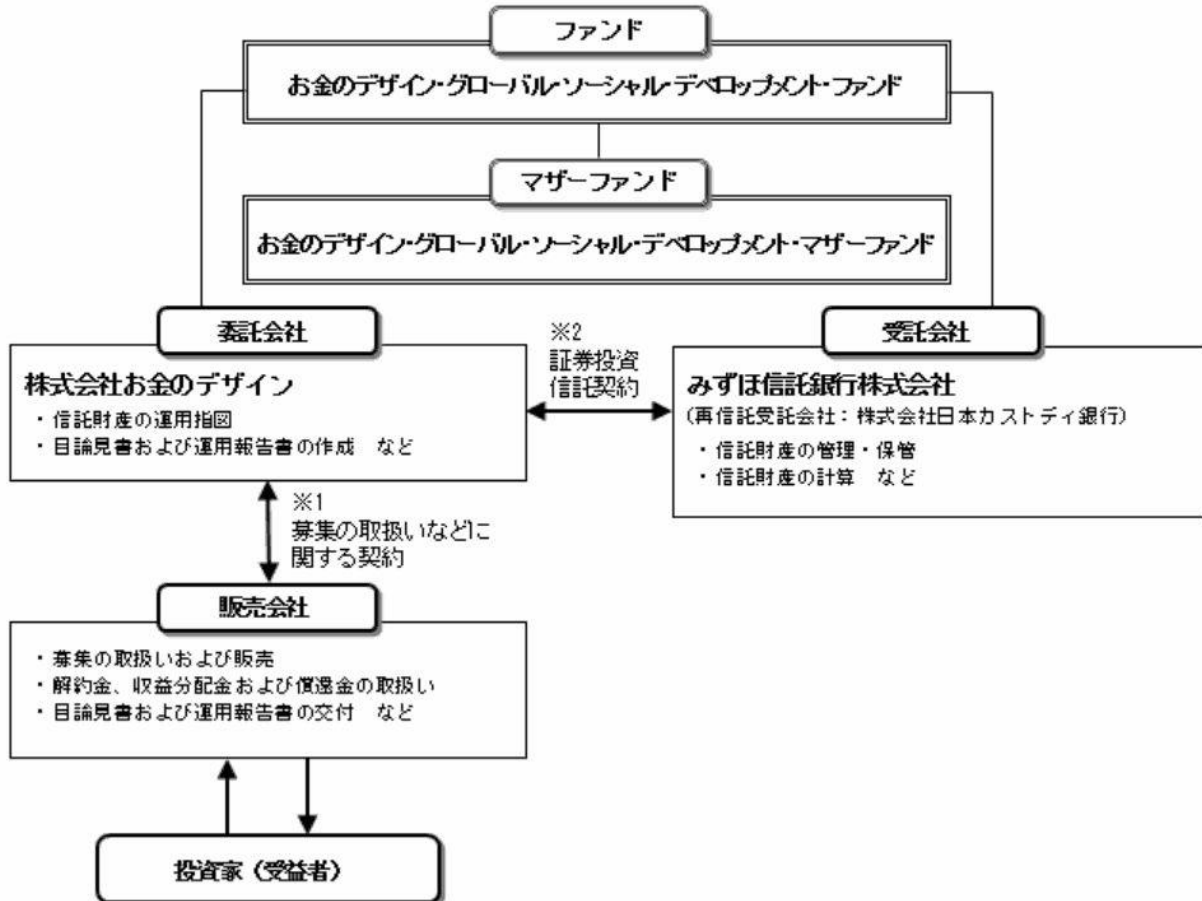 ファンド
お金のデザイン・グローバル・ソーシャル・デベロップメント・ファンド
マザーファンド
お金のデザイン・グローバル・ソーシャル・デベロップメント・マザーファンド
委託会社
株式会社お金のデザイン
・信託財産の運用指図
・目論見書および運用報告書の作成　など
※2
証券投資
信託契約
受託会社
みずほ信託銀行株式会社
(再信託受託会社：株式会社日本カストディ銀行)
・信託財産の管理・保管
・信託財産の計算　など
※1
募集の取扱いなどに
関する契約
販売会社
・募集の取扱いおよび販売
・解約金、収益分配金および償還金の取扱い
・目論見書および運用報告書の交付　など
投資家（受益者）